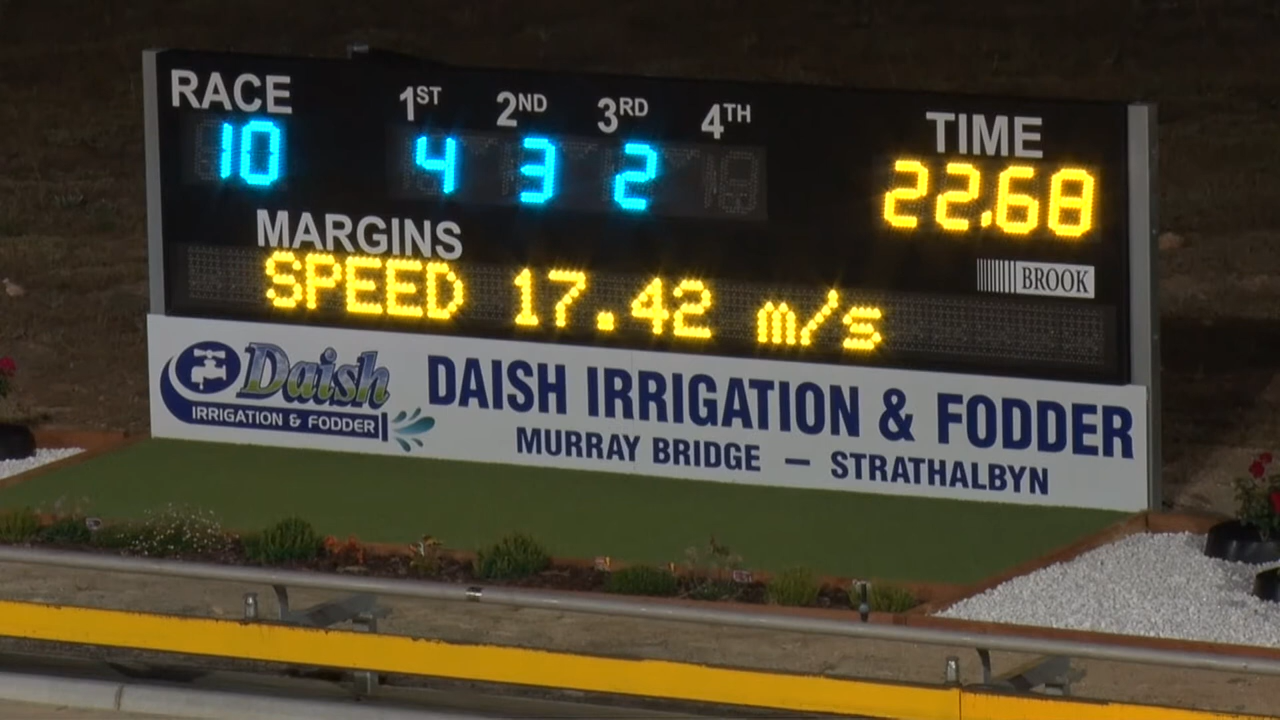 RACE 1ST 2ND 3RD 4TH TIME
10 4 3 2 22.68
MARGINS
BROOK
SPEED 17.42 m/s
Daish
IRRIGATION & FODDER
DAISH IRRIGATION & FODDER
MURRAY BRIDGE — STRATHALBYN